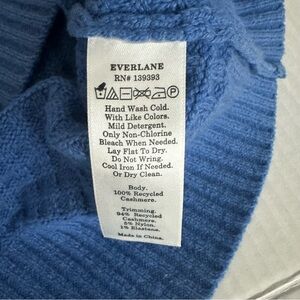 EVERLANE
RN# 139393
Hand Wash Cold.
With Like Colors.
Mild Detergent.
Only Non-Chlorine
Bleach When Needed.
Lay Flat To Dry.
Do Not Wring.
Cool Iron If Needed.
Or Dry Clean.
Body.
100% Recycled
Cashmere.
Trimming.
94% Recycled
Cashmere.
5% Nylon.
1% Elastane.
Made in China.